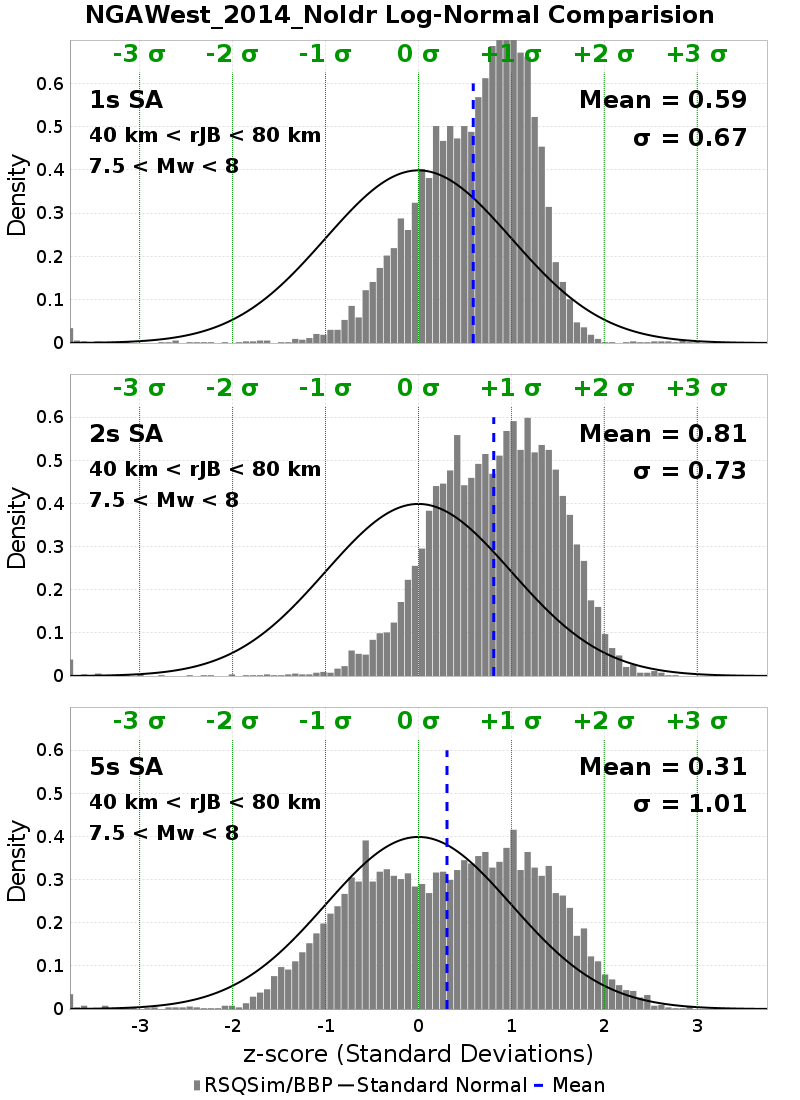 NGAWest_2014_NoIdr Log-Normal Comparision
-3 σ -2 σ -1 σ 0 σ +1 σ +2 σ +3 σ
1s SA Mean = 0.59
40 km < rJB < 80 km σ = 0.67
7.5 < Mw < 8
Density
0.6
0.5
0.4
0.3
0.2
0.1
0
-3 σ -2 σ -1 σ 0 σ +1 σ +2 σ +3 σ
2s SA Mean = 0.81
40 km < rJB < 80 km σ = 0.73
7.5 < Mw < 8
Density
0.6
0.5
0.4
0.3
0.2
0.1
0
-3 σ -2 σ -1 σ 0 σ +1 σ +2 σ +3 σ
5s SA Mean = 0.31
40 km < rJB < 80 km σ = 1.01
7.5 < Mw < 8
Density
0.6
0.5
0.4
0.3
0.2
0.1
0
-3 -2 -1 0 1 2 3
z-score (Standard Deviations)
RSQSim/BBP Standard Normal Mean